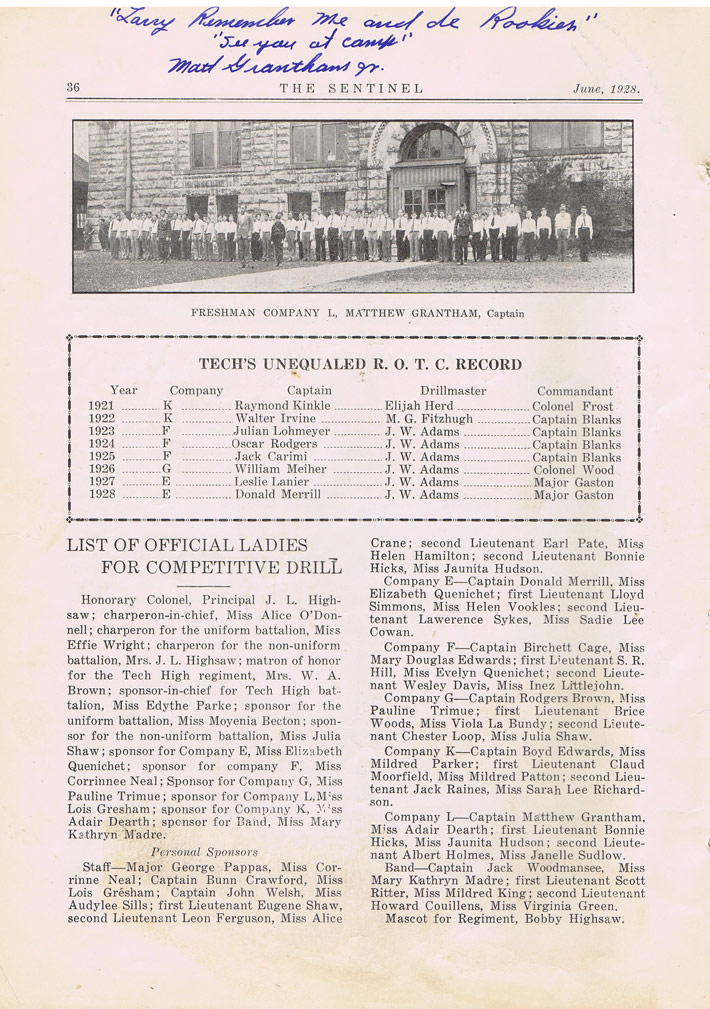 "Larry Remember Me and de Rookies"
"See you at camp"
Matt Grantham jr.
36
THE SENTINEL
June, 1928.
FRESHMAN COMPANY L, MATTHEW GRANTHAM, Captain
TECH'S UNEQUALED R. O. T. C. RECORD
Year Company Captain Drillmaster Commandant
1921 .......... K d .............. Raymond Kinkle ............ Elijah Herd .................. Colonel Frost
1922 .......... K .............. Walter Irvine ............ M. G. Fitzhugh ............. Captain Blanks
1923 .......... F .............. Julian Lohmeyer ............ J. W. Adams ................ Captain Blanks
1924 .......... F .............. Oscar Rodgers .............. J. W. Adams ................ Captain Blanks
1925 .......... F .............. Jack Carimi .................. J. W. Adams ................ Captain Blanks
1926 .......... G .............. William Meiher ............ J. W. Adams ................ Colonel Wood
1927 .......... E .............. Leslie Lanier ................ J. W. Adams ................ Major Gaston
1928 .......... E .............. Donald Merrill .............. J. W. Adams ................ Major Gaston
LIST OF OFFICIAL LADIES
FOR COMPETITIVE DRILL
Honorary Colonel, Principal J. L. High-
saw; charperon-in-chief, Miss Alice O'Don-
nell; charperon for the uniform battalion, Miss
Effie Wright; charperon for the non-uniform
battalion, Mrs. J. L. Highsaw; matron of honor
for the Tech High regiment, Mrs. W. A.
Brown; sponsor-in-chief for Tech High bat-
talion, Miss Edythe Parke; sponsor for the
uniform battalion, Miss Moyenia Becton; spon-
sor for the non-uniform battalion, Miss Julia
Shaw; sponsor for Company E, Miss Elizabeth
Quenichet; sponsor for company F, Miss
Corrinnee Neal; Sponsor for Company G, Miss
Pauline Trimue; sponsor for Company L, Miss
Lois Gresham; sponsor for Company K, Miss
Adair Dearth; sponsor for Band, Miss Mary
Kathryn Madre.
Personal Sponsors
Staff—Major George Pappas, Miss Cor-
rinne Neal; Captain Bunn Crawford, Miss
Lois Gresham; Captain John Welsh, Miss
Audylee Sills; first Lieutenant Eugene Shaw,
second Lieutenant Leon Ferguson, Miss Alice
Crane; second Lieutenant Earl Pate, Miss
Helen Hamilton; second Lieutenant Bonnie
Hicks, Miss Jaunita Hudson.
Company E—Captain Donald Merrill, Miss
Elizabeth Quenichet; first Lieutenant Lloyd
Simmons, Miss Helen Vookles; second Lieu-
tenant Lawerence Sykes, Miss Sadie Lee
Cowan.
Company F—Captain Birchett Cage, Miss
Mary Douglas Edwards; first Lieutenant S. R.
Hill, Miss Evelyn Quenichet; second Lieute-
nant Wesley Davis, Miss Inez Littlejohn.
Company G—Captain Rodgers Brown, Miss
Pauline Trimue; first Lieutenant Brice
Woods, Miss Viola La Bundy; second Lieute-
nant Chester Loop, Miss Julia Shaw.
Company K—Captain Boyd Edwards, Miss
Mildred Parker; first Lieutenant Claud
Moorfield, Miss Mildred Patton; second Lieu-
tenant Jack Raines, Miss Sarah Lee Richard-
son.
Company L—Captain Matthew Grantham,
Miss Adair Dearth; first Lieutenant Bonnie
Hicks, Miss Jaunita Hudson; second Lieute-
nant Albert Holmes, Miss Janelle Sudlow.
Band—Captain Jack Woodmansee, Miss
Mary Kathryn Madre; first Lieutenant Scott
Ritter, Miss Mildred King; second Lieutenant
Howard Couillens, Miss Virginia Green.
Mascot for Regiment, Bobby Highsaw.